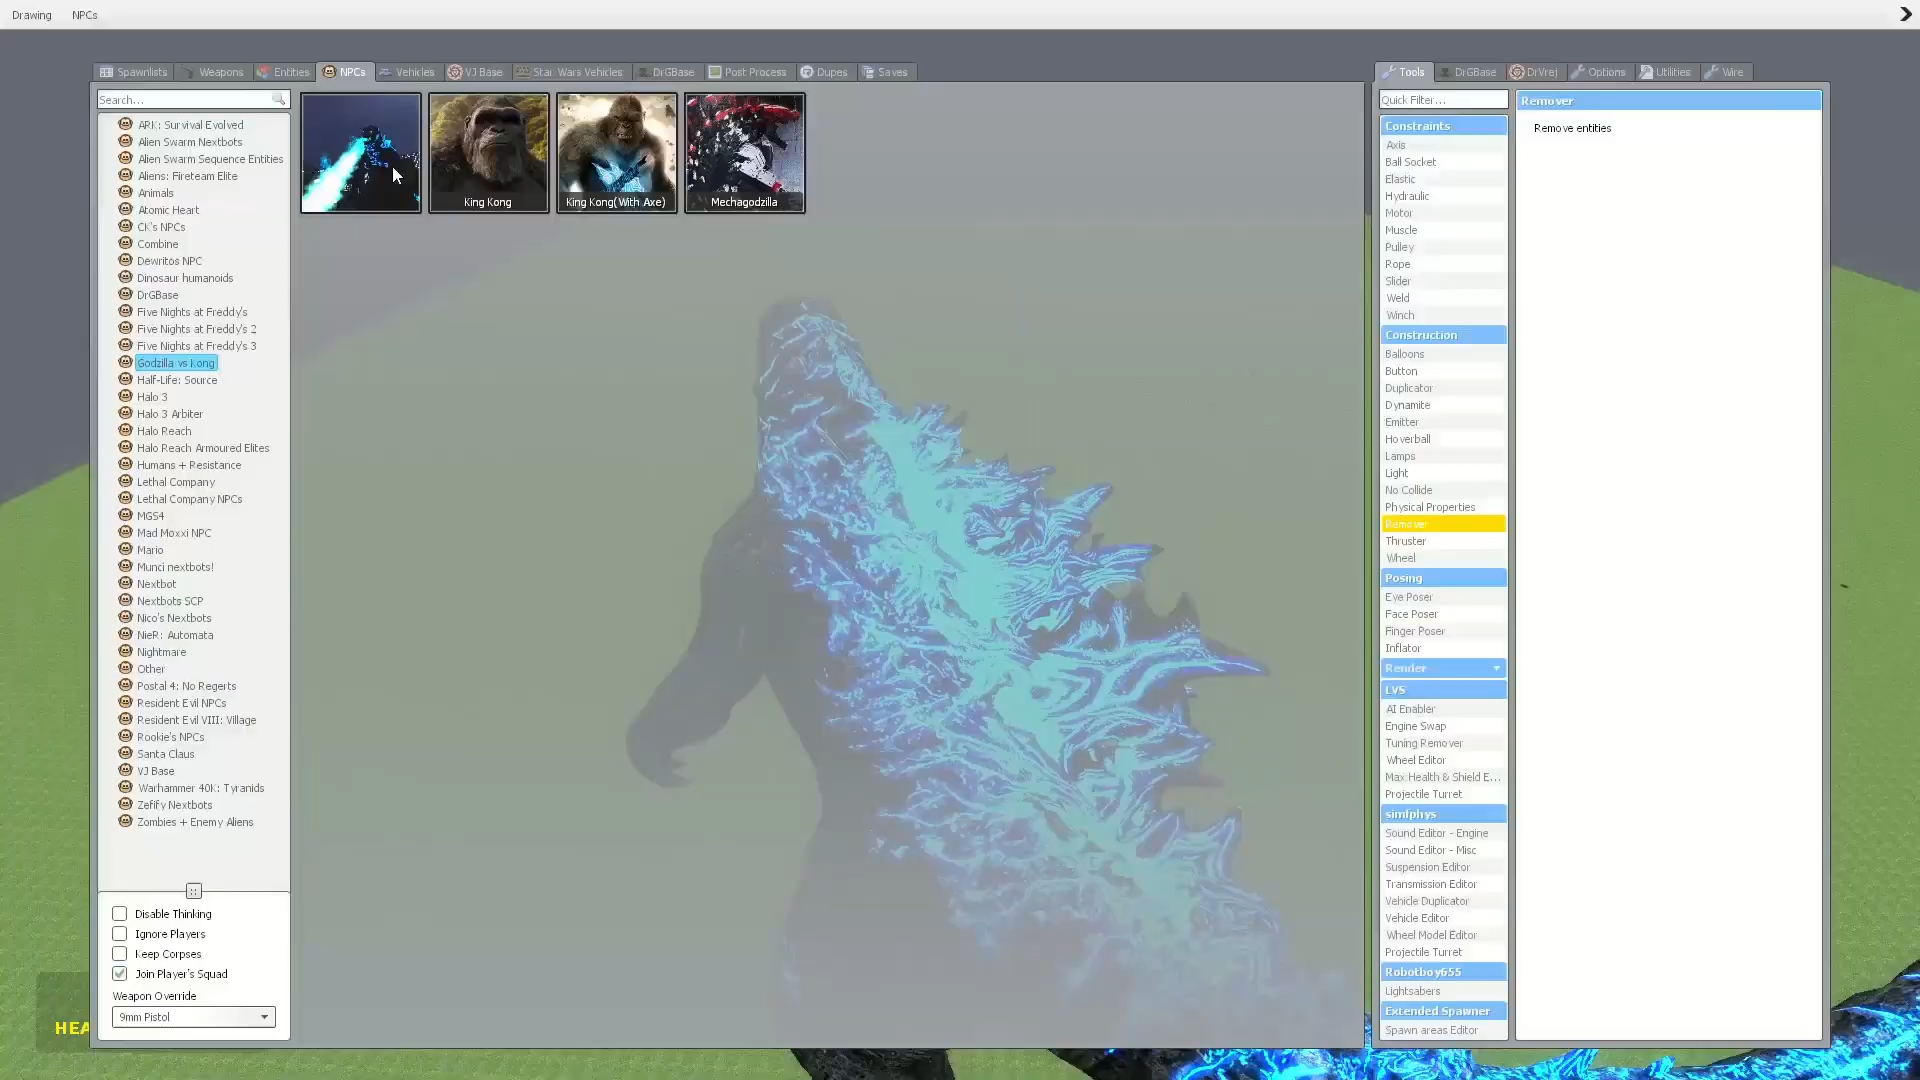 Drawing NPCs
Spawnlists Weapons Entities NPCs Vehicles VJ Base Star Wars Vehicles DrGBase Post Process Dupes Saves
Search...
ARK: Survival Evolved
Alien Swarm Nextbots
Alien Swarm Sequence Entities
Aliens: Fireteam Elite
Animals
Atomic Heart
CK's NPCs
Combine
Dewritos NPC
Dinosaur humanoids
DrGBase
Five Nights at Freddy's
Five Nights at Freddy's 2
Five Nights at Freddy's 3
Godzilla vs Kong
Half-Life: Source
Halo 3
Halo 3 Arbiter
Halo Reach
Halo Reach Armoured Elites
Humans + Resistance
Lethal Company
Lethal Company NPCs
MGS4
Mad Moxxi NPC
Mario
Munci nextbots!
Nextbot
Nextbots SCP
Nico's Nextbots
NieR: Automata
Nightmare
Other
Postal 4: No Regerts
Resident Evil NPCs
Resident Evil VIII: Village
Rookie's NPCs
Santa Claus
VJ Base
Warhammer 40K: Tyranids
Zefify Nextbots
Zombies + Enemy Aliens
Disable Thinking
Ignore Players
Keep Corpses
Join Player's Squad
Weapon Override
9mm Pistol
HEA
King Kong
King Kong(With Axe)
Mechagodzilla
Tools DrGBase DrVrej Options Utilities Wire
Quick Filter...
Constraints
Axis
Ball Socket
Elastic
Hydraulic
Motor
Muscle
Pulley
Rope
Slider
Weld
Winch
Construction
Balloons
Button
Duplicator
Dynamite
Emitter
Hoverball
Lamps
Light
No Collide
Physical Properties
Remover
Thruster
Wheel
Posing
Eye Poser
Face Poser
Finger Poser
Inflator
Render
LVS
AI Enabler
Engine Swap
Tuning Remover
Wheel Editor
Max Health & Shield E...
Projectile Turret
simfphys
Sound Editor - Engine
Sound Editor - Misc
Suspension Editor
Transmission Editor
Vehicle Duplicator
Vehicle Editor
Wheel Model Editor
Projectile Turret
Robotboy655
Lightsabers
Extended Spawner
Spawn areas Editor
Remover
Remove entities